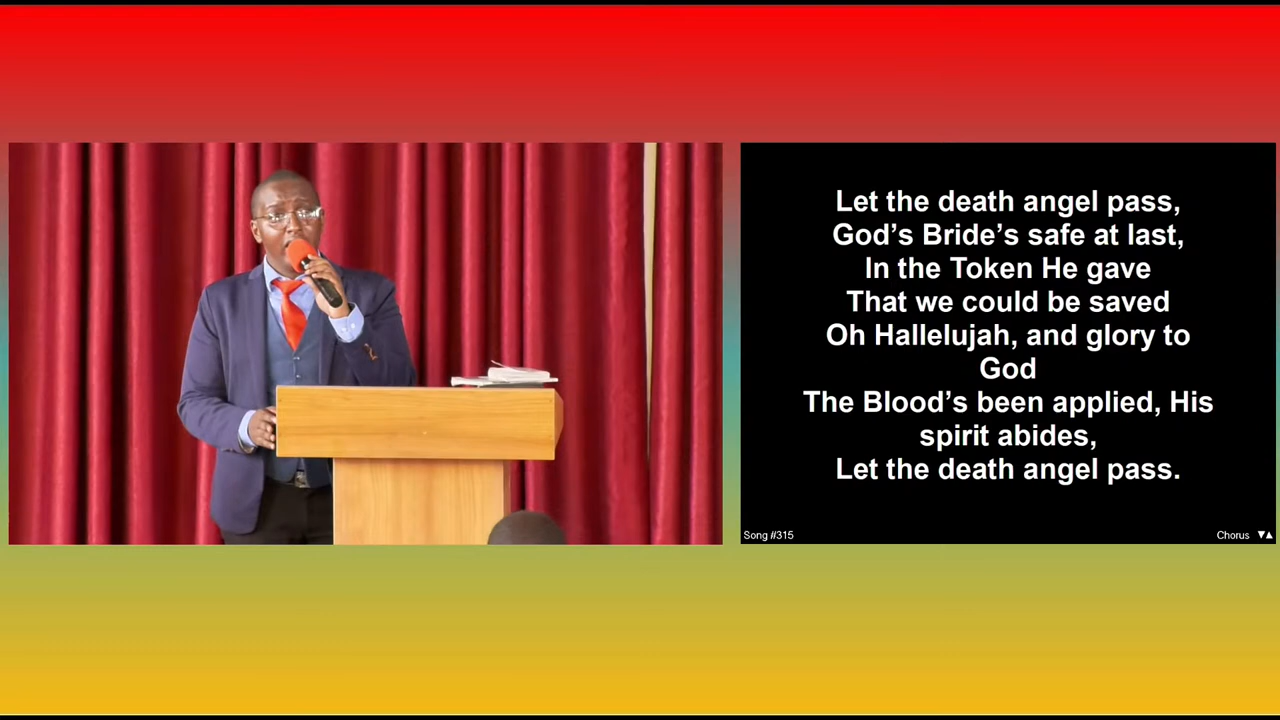 Let the death angel pass,
God’s Bride’s safe at last,
In the Token He gave
That we could be saved
Oh Hallelujah, and glory to
God
The Blood’s been applied, His
spirit abides,
Let the death angel pass.
Song #315
Chorus ▼▲